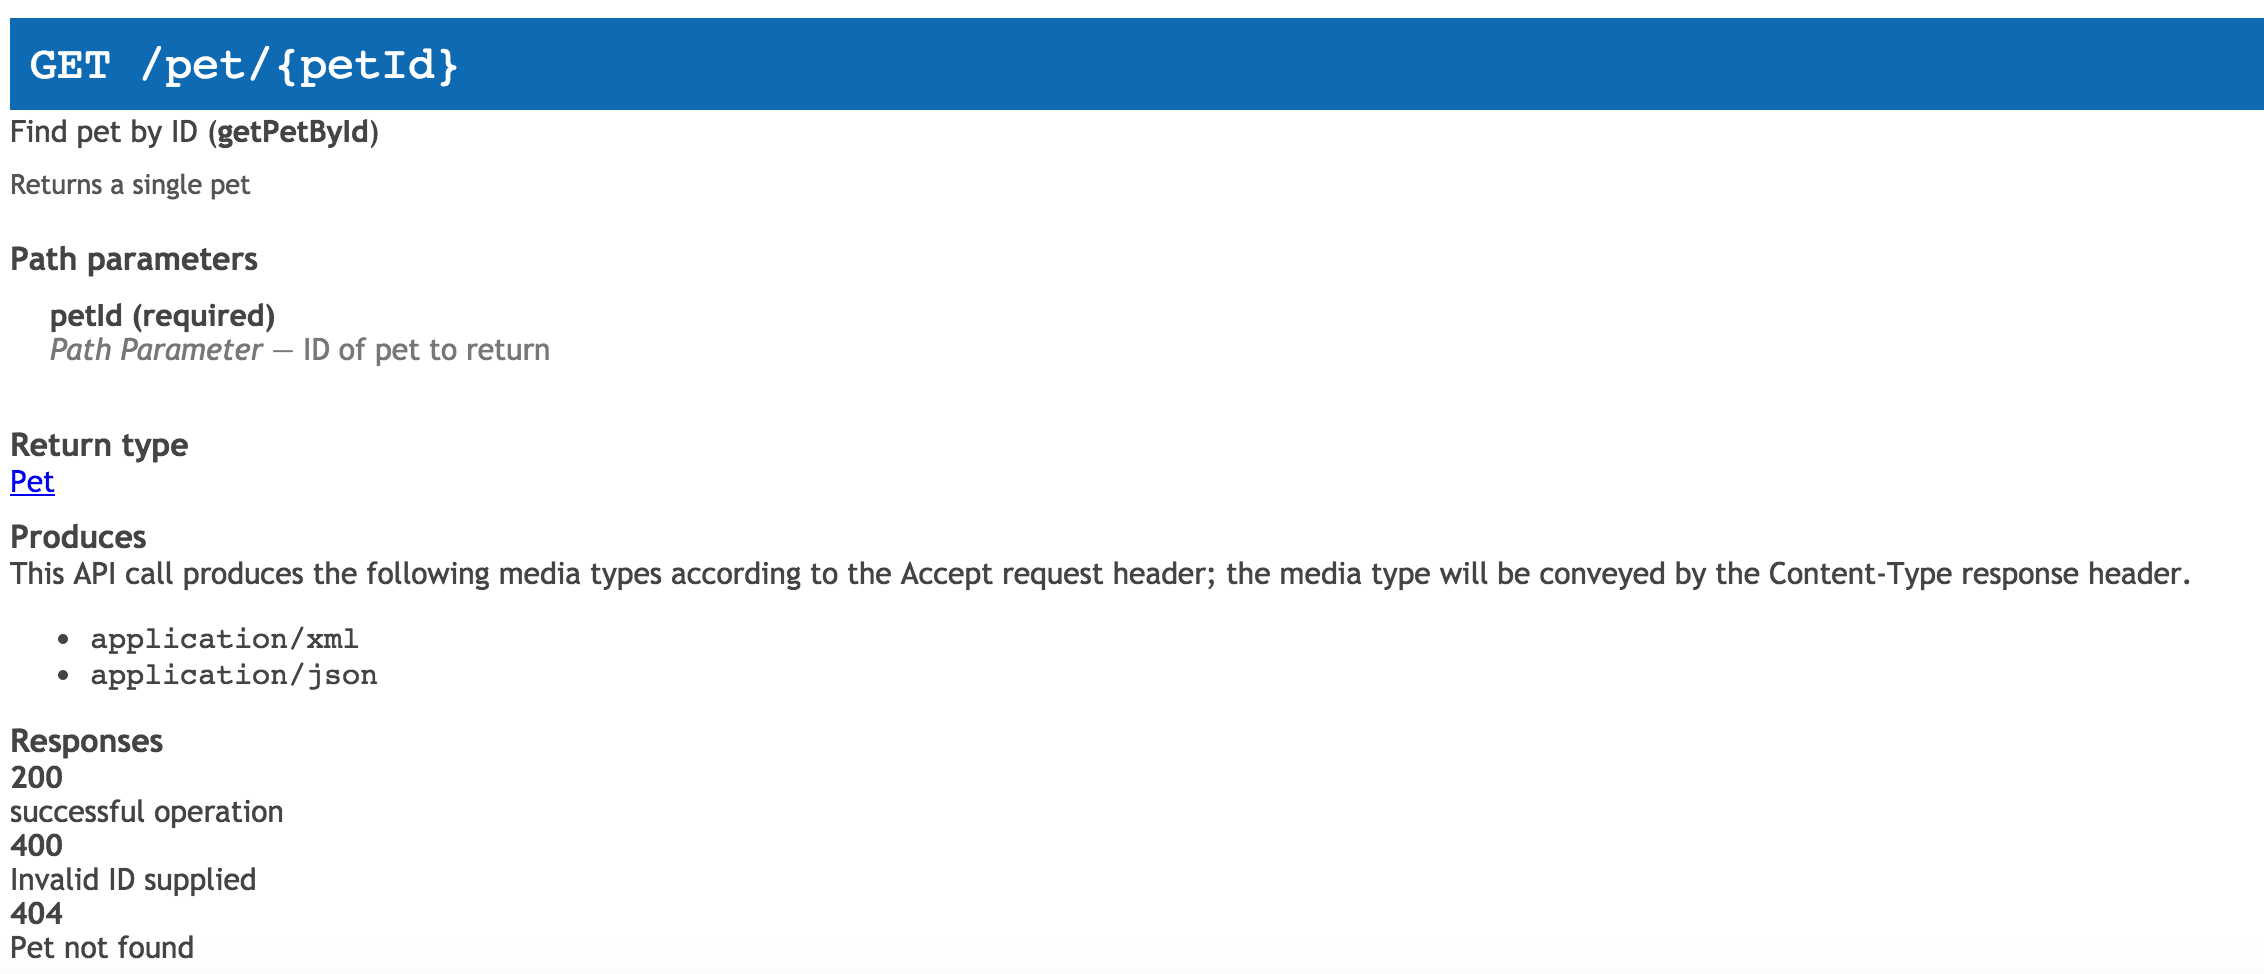 GET /pet/{petId}
Find pet by ID (getPetById)
Returns a single pet
Path parameters
petId (required)
Path Parameter — ID of pet to return
Return type
Pet
Produces
This API call produces the following media types according to the Accept request header; the media type will be conveyed by the Content-Type response header.
• application/xml
• application/json
Responses
200
successful operation
400
Invalid ID supplied
404
Pet not found